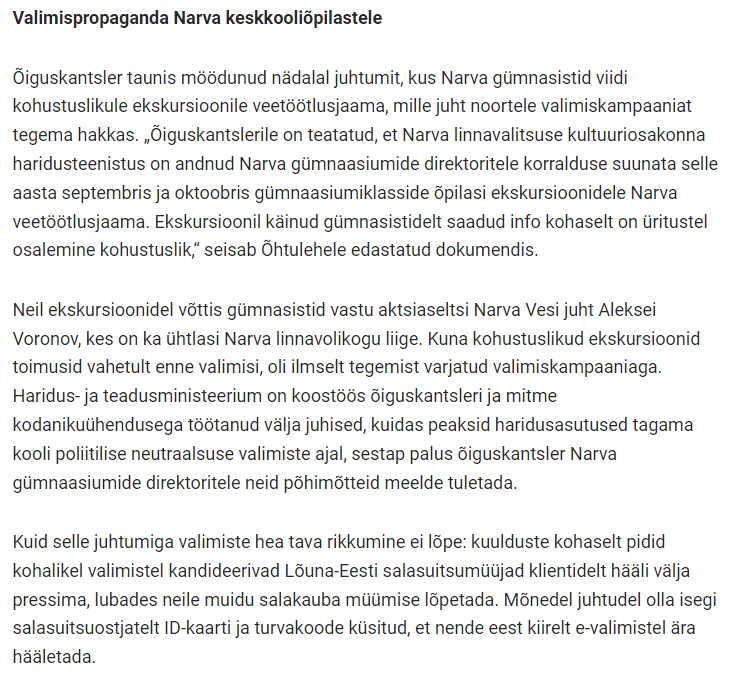 Valimispropaganda Narva keskkooliõpilastele
Õiguskantsler taunis möödunud nädalal juhtumit, kus Narva gümnasistid viidi
kohustuslikule ekskursioonile veetöötlusjaama, mille juht noortele valimiskampaaniat
tegema hakkas. „Õiguskantslerile on teatatud, et Narva linnavalitsuse kultuuriosakonna
haridusteenistus on andnud Narva gümnaasiumide direktoritele korralduse suunata selle
aasta septembris ja oktoobris gümnaasiumiklasside õpilasi ekskursioonidele Narva
veetöötlusjaama. Ekskursioonil käinud gümnasistidelt saadud info kohaselt on üritustel
osalemine kohustuslik,“ seisab Õhtulehele edastatud dokumendis.
Neil ekskursioonidel võttis gümnasistid vastu aktsiaseltsi Narva Vesi juht Aleksei
Voronov, kes on ka ühtlasi Narva linnavolikogu liige. Kuna kohustuslikud ekskursioonid
toimusid vahetult enne valimisi, oli ilmselt tegemist varjatud valimiskampaaniaga.
Haridus- ja teadusministeerium on koostöös õiguskantsleri ja mitme
kodanikuühendusega töötanud välja juhised, kuidas peaksid haridusasutused tagama
kooli poliitilise neutraalsuse valimiste ajal, sestap palus õiguskantsler Narva
gümnaasiumide direktoritele neid põhimõtteid meelde tuletada.
Kuid selle juhtumiga valimiste hea tava rikkumine ei lõpe: kuulduste kohaselt pidid
kohalikel valimistel kandideerivad Lõuna-Eesti salasuitsumüüjad klientidelt hääli välja
pressima, lubades neile muidu salakauba müümise lõpetada. Mõnedel juhtudel olla isegi
salasuitsuostjatelt ID-kaarti ja turvakoode küsitud, et nende eest kiirelt e-valimistel ära
hääletada.